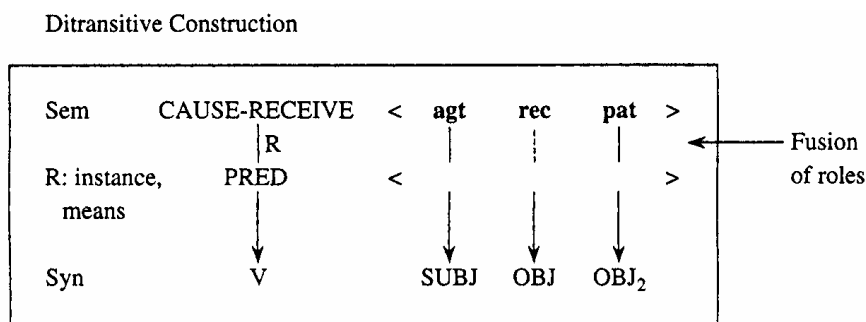 Ditransitive Construction
Sem CAUSE-RECEIVE < agt rec pat >
R
Fusion
of roles
R: instance, PRED < >
means
Syn V SUBJ OBJ OBJ₂